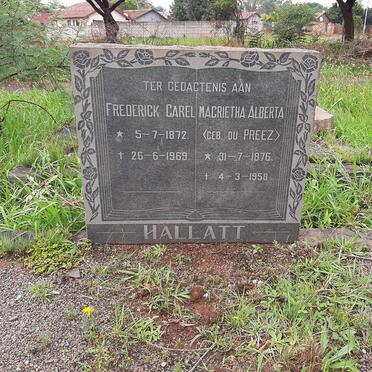 TER GEDACTENIS AAN
FREDERICK CAREL
★ 5-7-1872
† 26-6-1969
MACRIETHA ALBERTA
(GEB. DU PREEZ)
★ 31-7-1876
† 4-3-1958
HALLATT